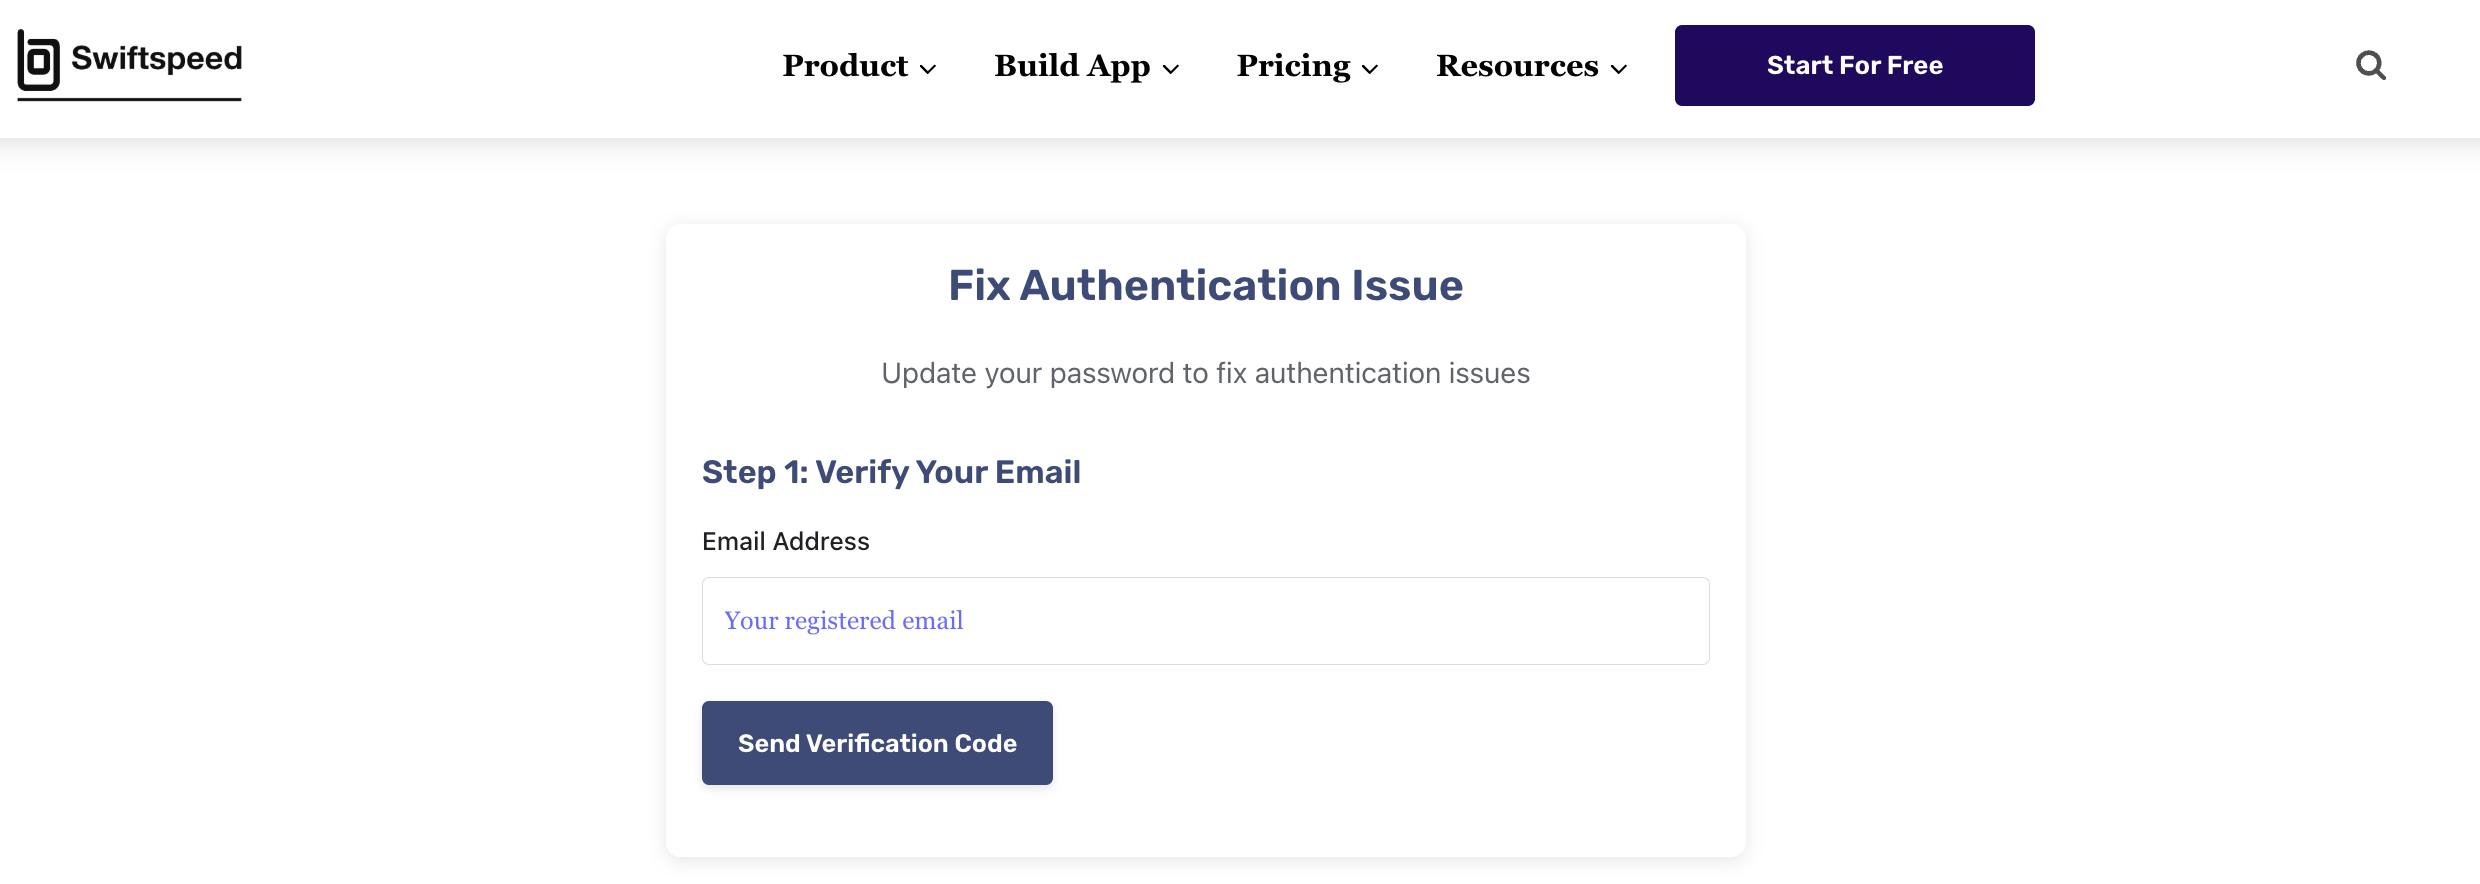 Swiftspeed
Product
Build App
Pricing
Resources
Start For Free
Fix Authentication Issue
Update your password to fix authentication issues
Step 1: Verify Your Email
Email Address
Your registered email
Send Verification Code